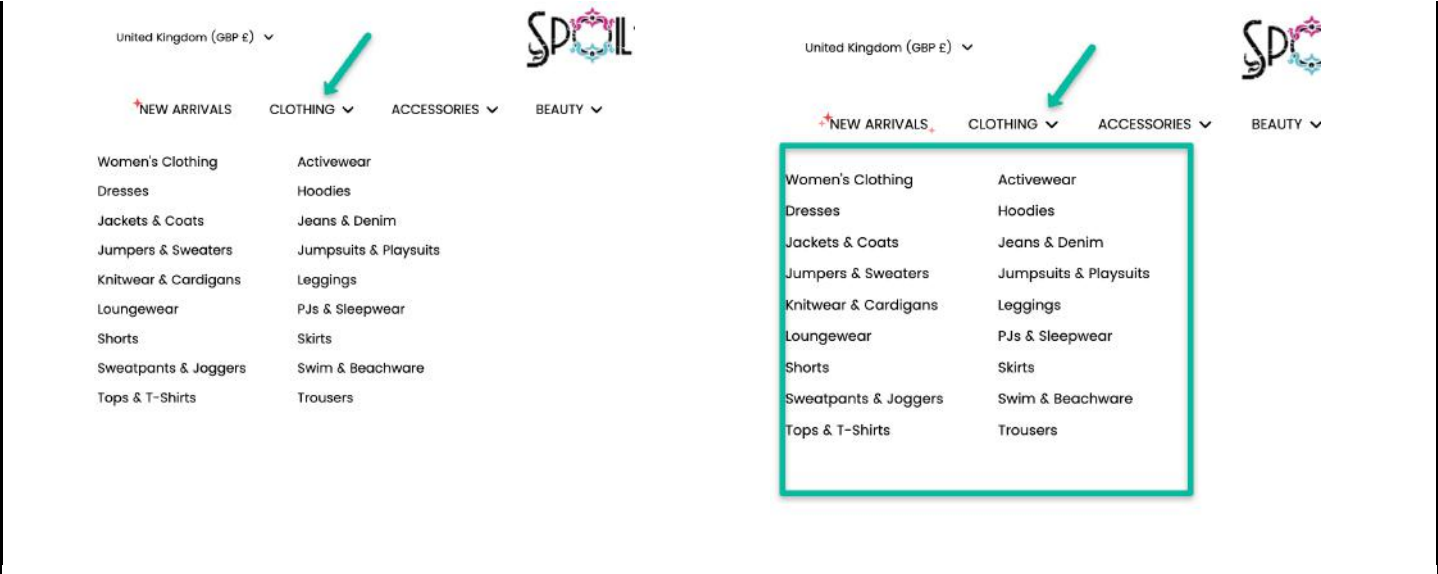 United Kingdom (GBP £)
SPOIL
NEW ARRIVALS CLOTHING ACCESSORIES BEAUTY
Women's Clothing Activewear
Dresses Hoodies
Jackets & Coats Jeans & Denim
Jumpers & Sweaters Jumpsuits & Playsuits
Knitwear & Cardigans Leggings
Loungewear PJs & Sleepwear
Shorts Skirts
Sweatpants & Joggers Swim & Beachware
Tops & T-Shirts Trousers
United Kingdom (GBP £)
SPO
NEW ARRIVALS CLOTHING ACCESSORIES BEAUTY
Women's Clothing Activewear
Dresses Hoodies
Jackets & Coats Jeans & Denim
Jumpers & Sweaters Jumpsuits & Playsuits
Knitwear & Cardigans Leggings
Loungewear PJs & Sleepwear
Shorts Skirts
Sweatpants & Joggers Swim & Beachware
Tops & T-Shirts Trousers